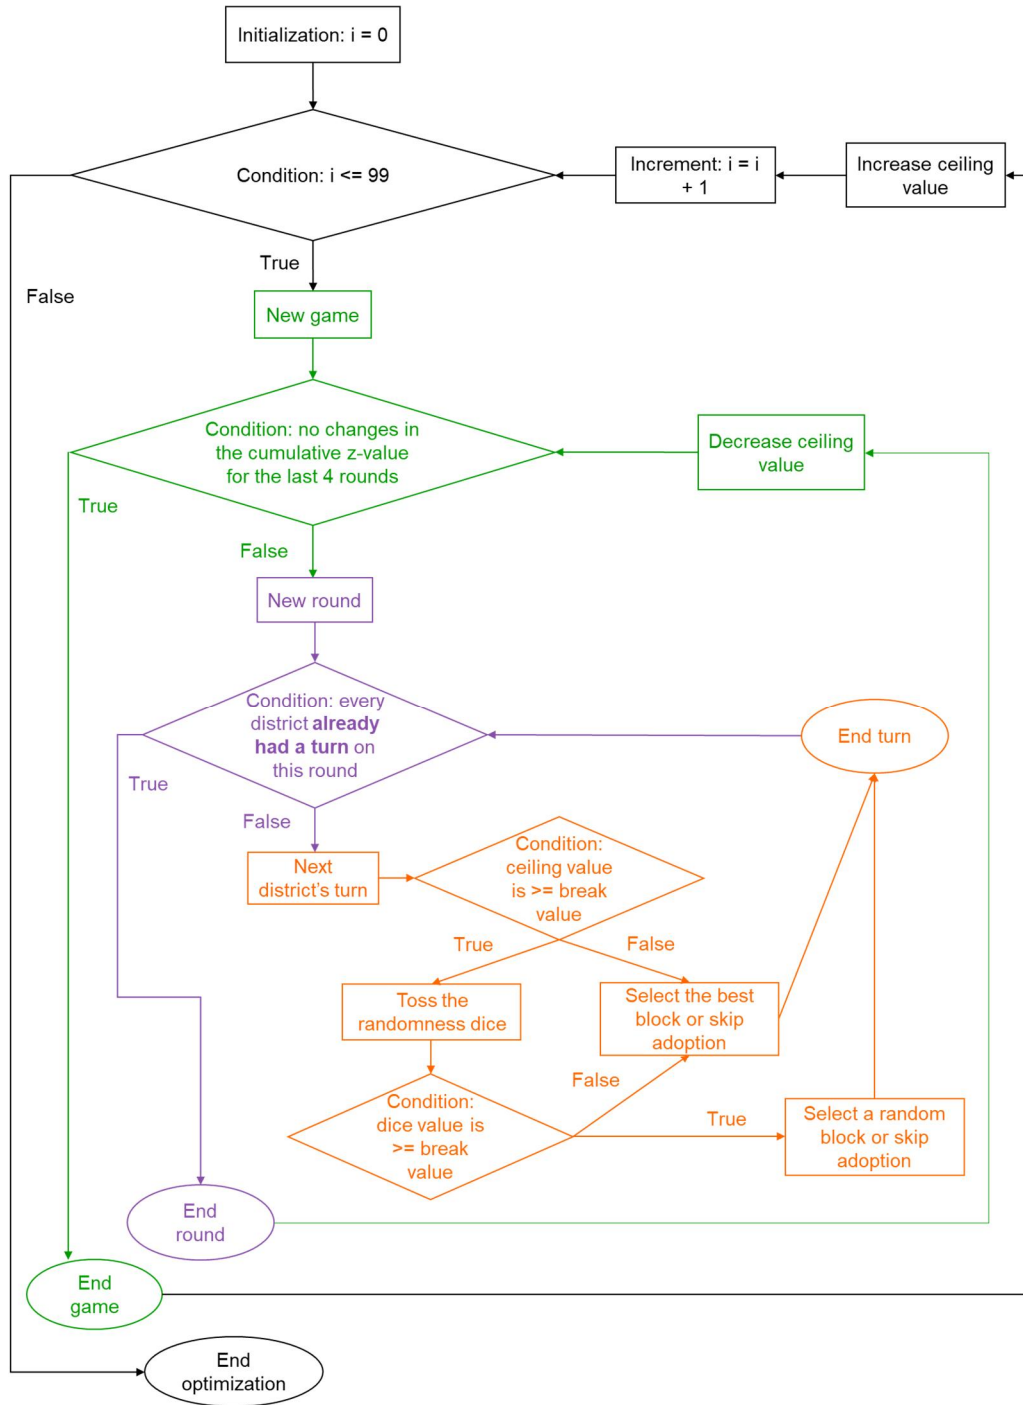 Initialization: i = 0
Condition: i <= 99
Increment: i = i
+ 1
Increase ceiling
value
True
False
New game
Condition: no changes in
the cumulative z-value
for the last 4 rounds
Decrease ceiling
value
True
False
New round
Condition: every
district already
had a turn on
this round
End turn
True
False
Next
district's turn
Condition:
ceiling value
is >= break
value
True
False
Toss the
randomness dice
Select the best
block or skip
adoption
False
Condition:
dice value is
>= break
value
True
Select a random
block or skip
adoption
End
round
End
game
End
optimization